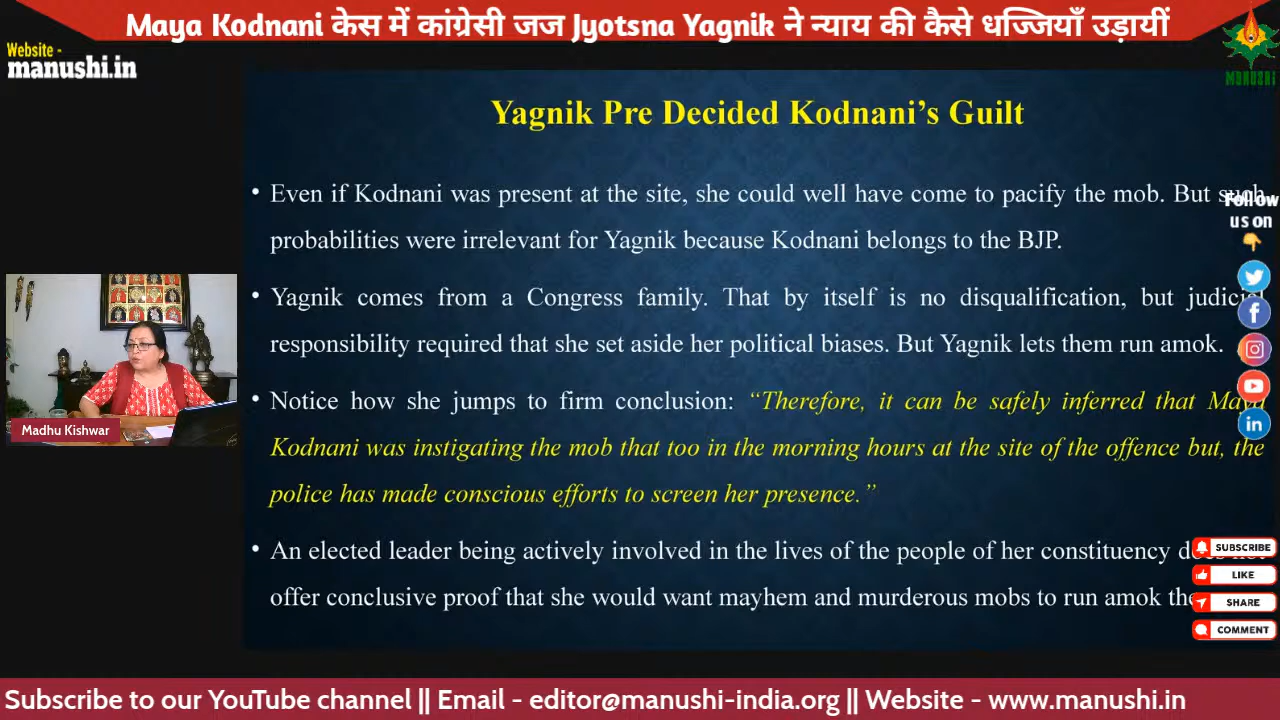 Maya Kodnani केस में कांग्रेसी जज Jyotsna Yagnik ने न्याय की कैसे धज्जियाँ उड़ायीं
Website -
manushi.in
MANUSHI
Yagnik Pre Decided Kodnani’s Guilt
• Even if Kodnani was present at the site, she could well have come to pacify the mob. But such
probabilities were irrelevant for Yagnik because Kodnani belongs to the BJP.
• Yagnik comes from a Congress family. That by itself is no disqualification, but judicial
responsibility required that she set aside her political biases. But Yagnik lets them run amok.
• Notice how she jumps to firm conclusion: “Therefore, it can be safely inferred that Maya
Kodnani was instigating the mob that too in the morning hours at the site of the offence but, the
police has made conscious efforts to screen her presence.”
• An elected leader being actively involved in the lives of the people of her constituency does not
offer conclusive proof that she would want mayhem and murderous mobs to run amok
Follow
us on
in
Madhu Kishwar
SUBSCRIBE
LIKE
SHARE
COMMENT
Subscribe to our YouTube channel || Email - editor@manushi-india.org || Website - www.manushi.in